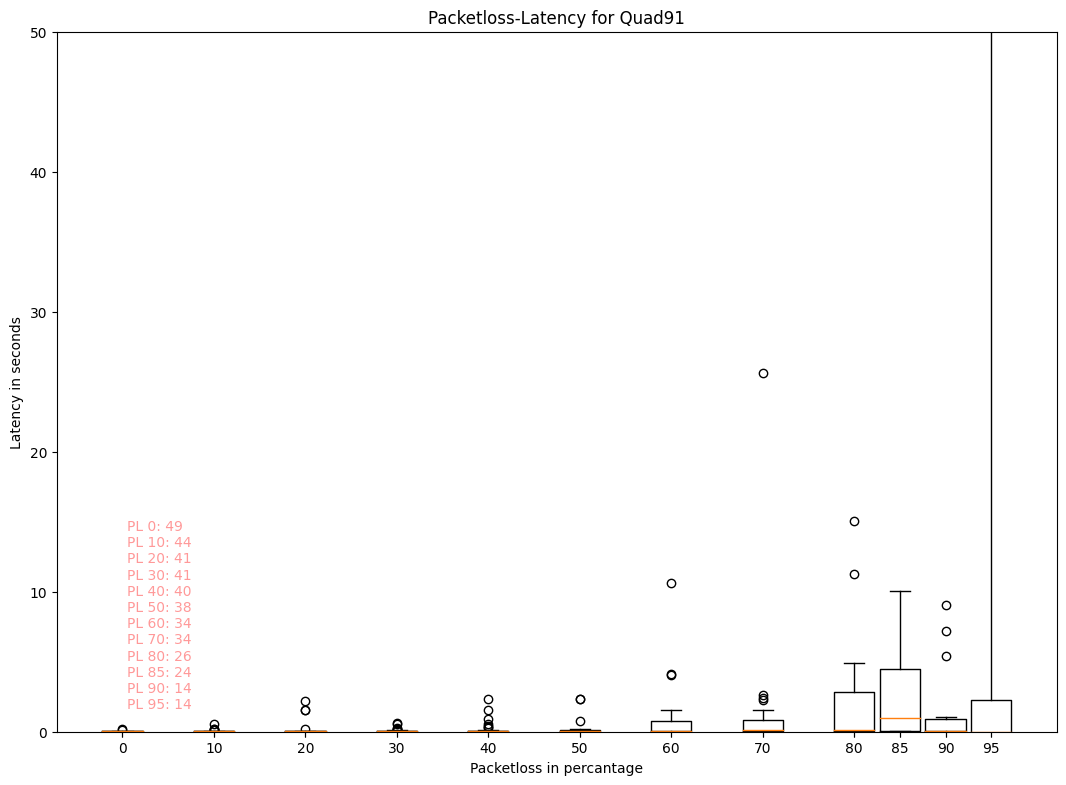 Packetloss-Latency for Quad91
50
40
30
20
10
0
Latency in seconds
PL 0: 49
PL 10: 44
PL 20: 41
PL 30: 41
PL 40: 40
PL 50: 38
PL 60: 34
PL 70: 34
PL 80: 26
PL 85: 24
PL 90: 14
PL 95: 14
0 10 20 30 40 50 60 70 80 85 90 95
Packetloss in percantage